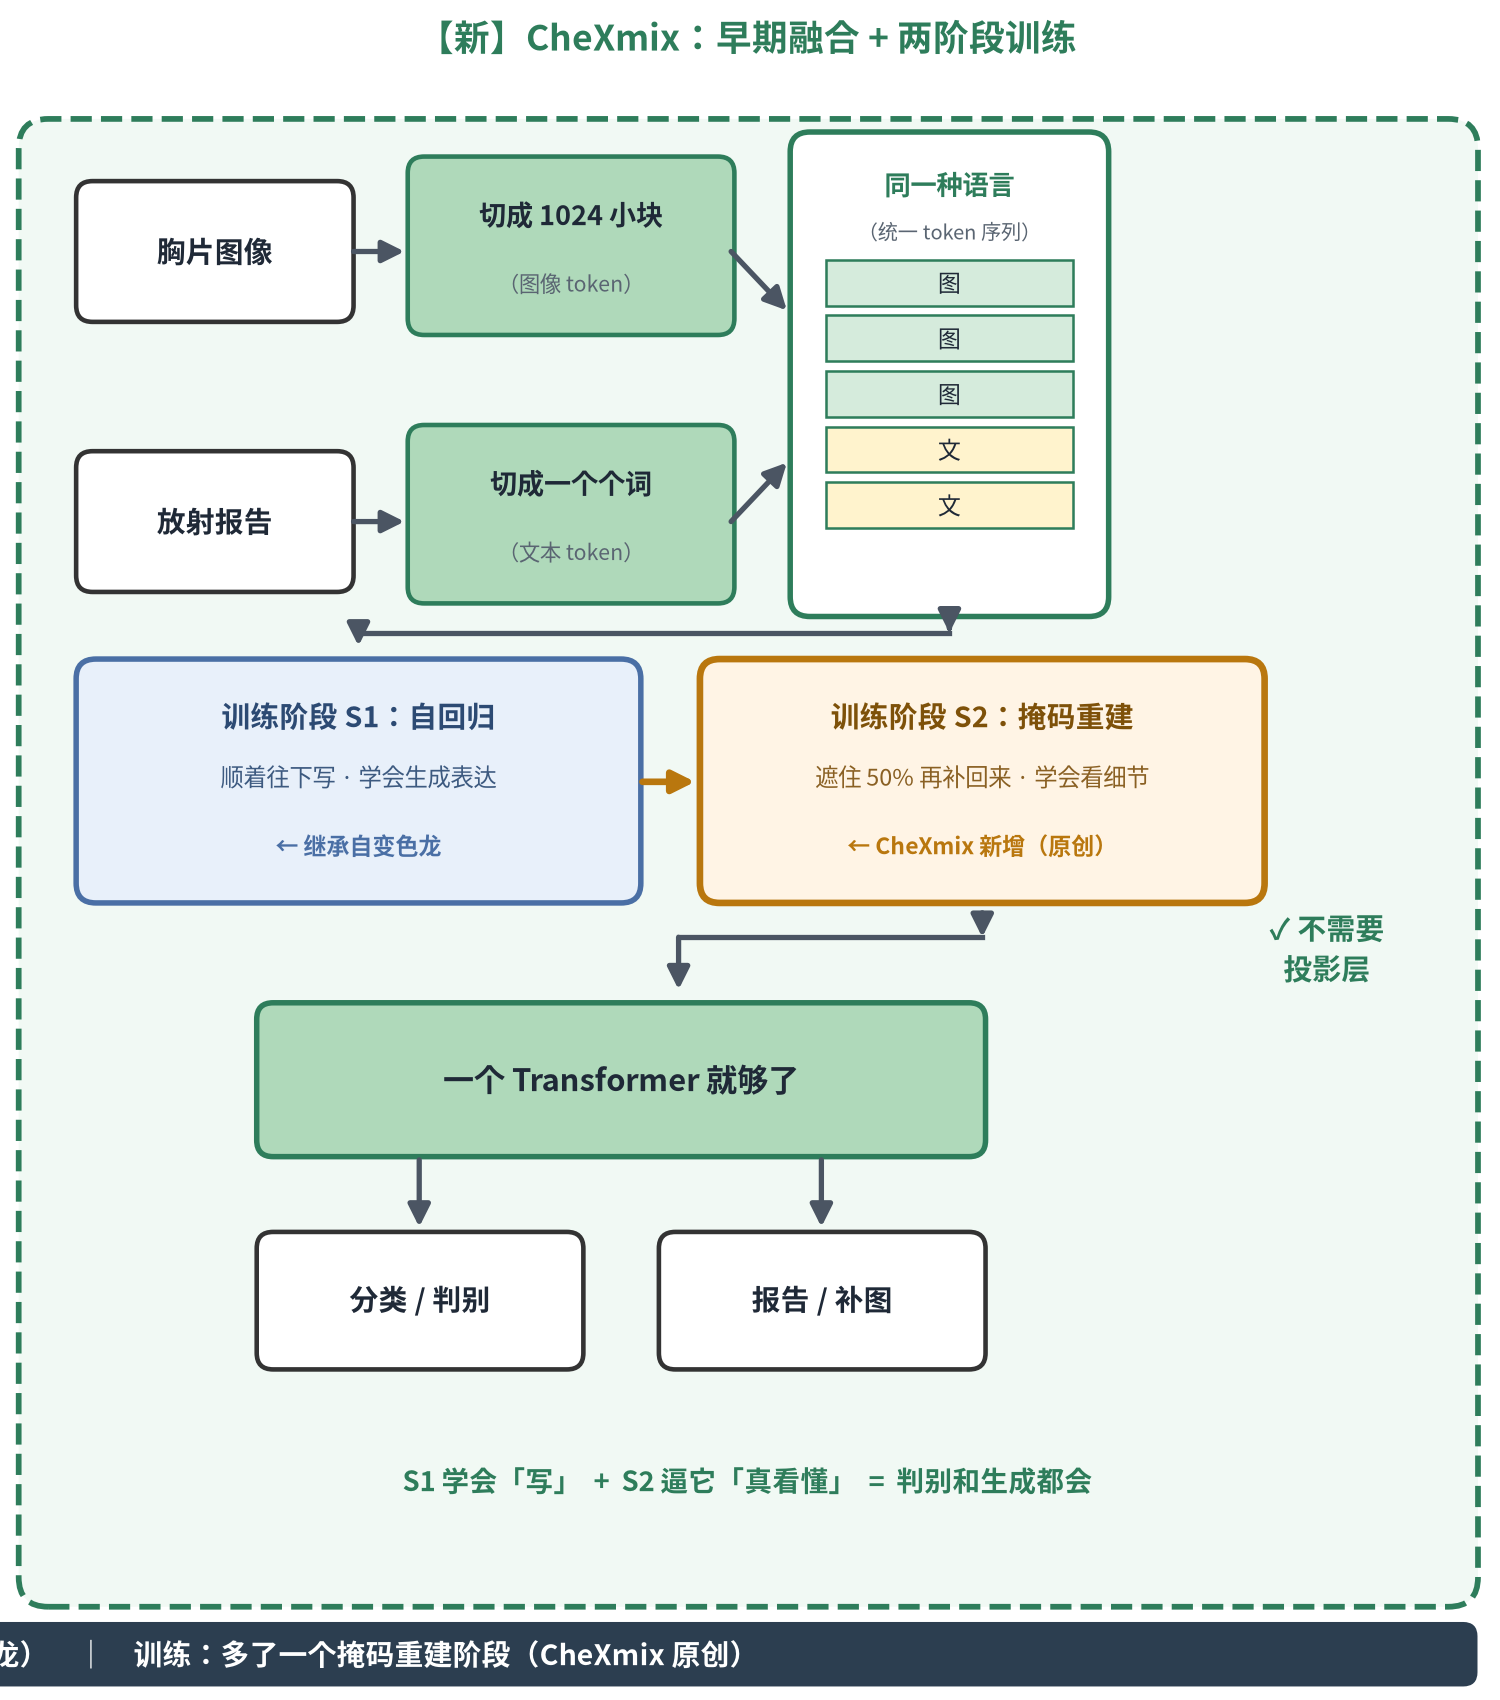 【新】CheXmix：早期融合 + 两阶段训练
胸片图像
切成 1024 小块
（图像 token）
放射报告
切成一个个词
（文本 token）
同一种语言
（统一 token 序列）
图
图
图
文
文
训练阶段 S1：自回归
顺着往下写 · 学会生成表达
← 继承自变色龙
训练阶段 S2：掩码重建
遮住 50% 再补回来 · 学会看细节
← CheXmix 新增（原创）
✓ 不需要
投影层
一个 Transformer 就够了
分类 / 判别
报告 / 补图
S1 学会「写」 + S2 逼它「真看懂」 = 判别和生成都会
龙） ｜ 训练：多了一个掩码重建阶段（CheXmix 原创）